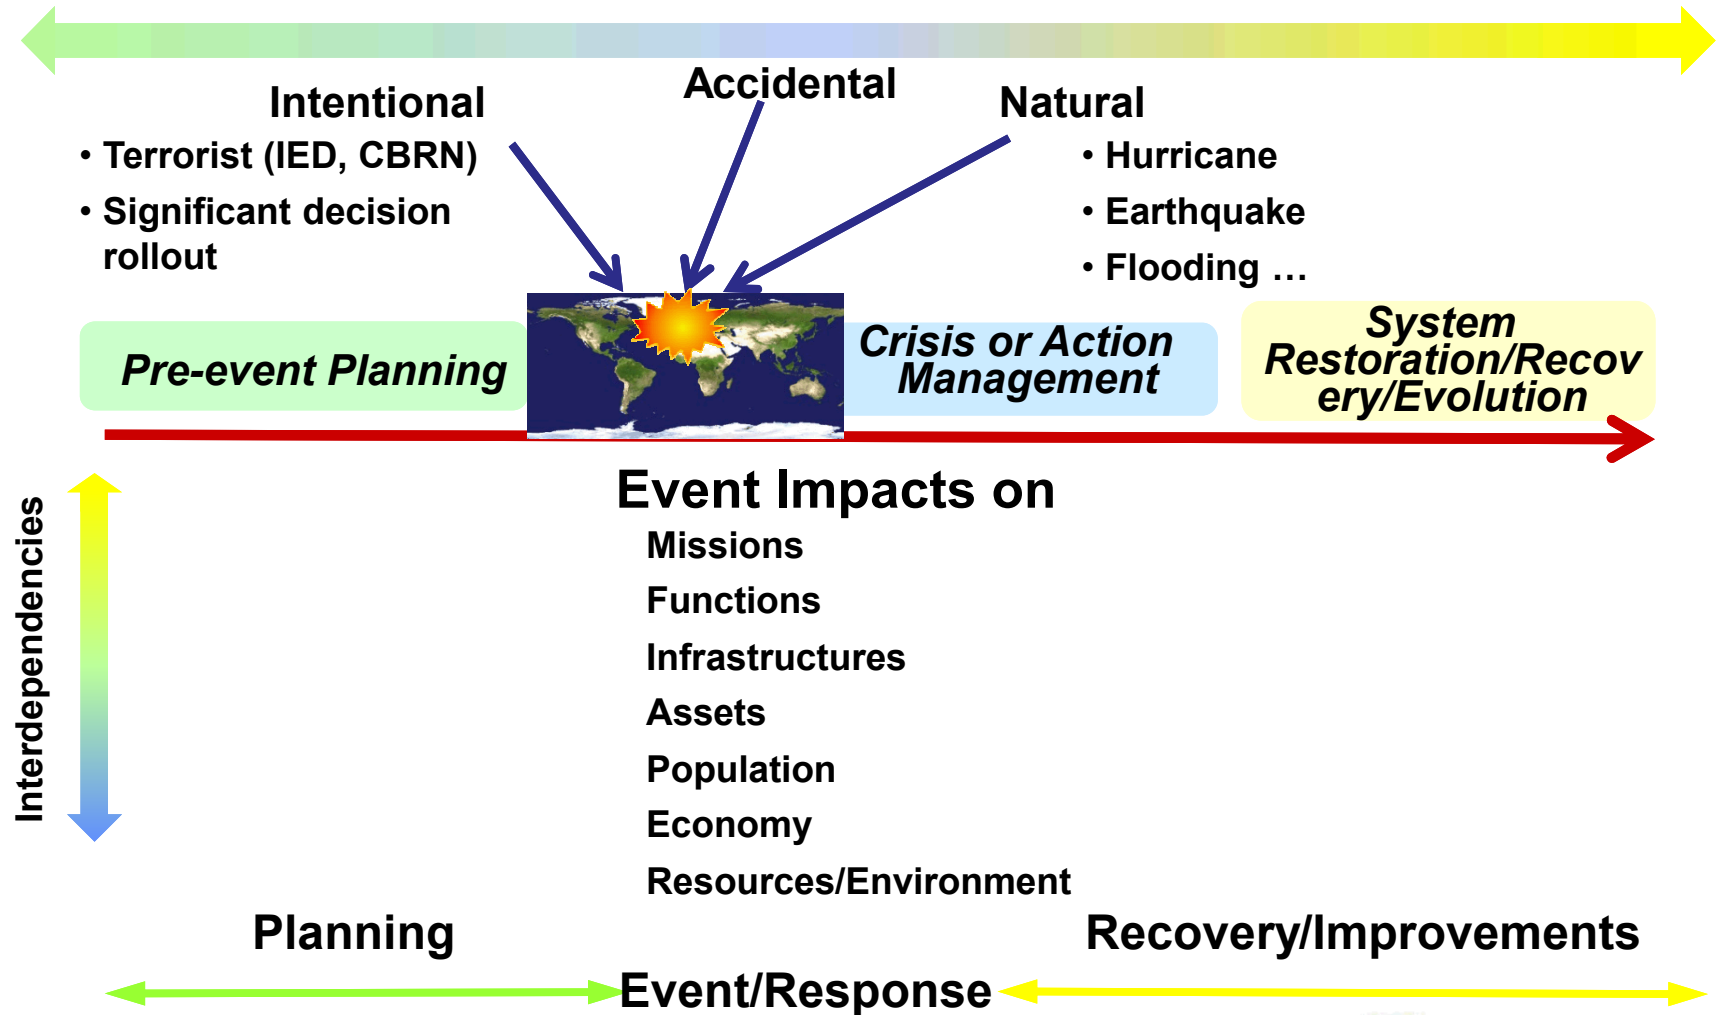 Accidental
Intentional
Natural
• Terrorist (IED, CBRN)
• Significant decision
rollout
• Hurricane
• Earthquake
• Flooding …
Pre-event Planning
Crisis or Action
Management
System
Restoration/Recov
ery/Evolution
Event Impacts on
Missions
Functions
Infrastructures
Assets
Population
Economy
Resources/Environment
Interdependencies
Planning
Event/Response
Recovery/Improvements